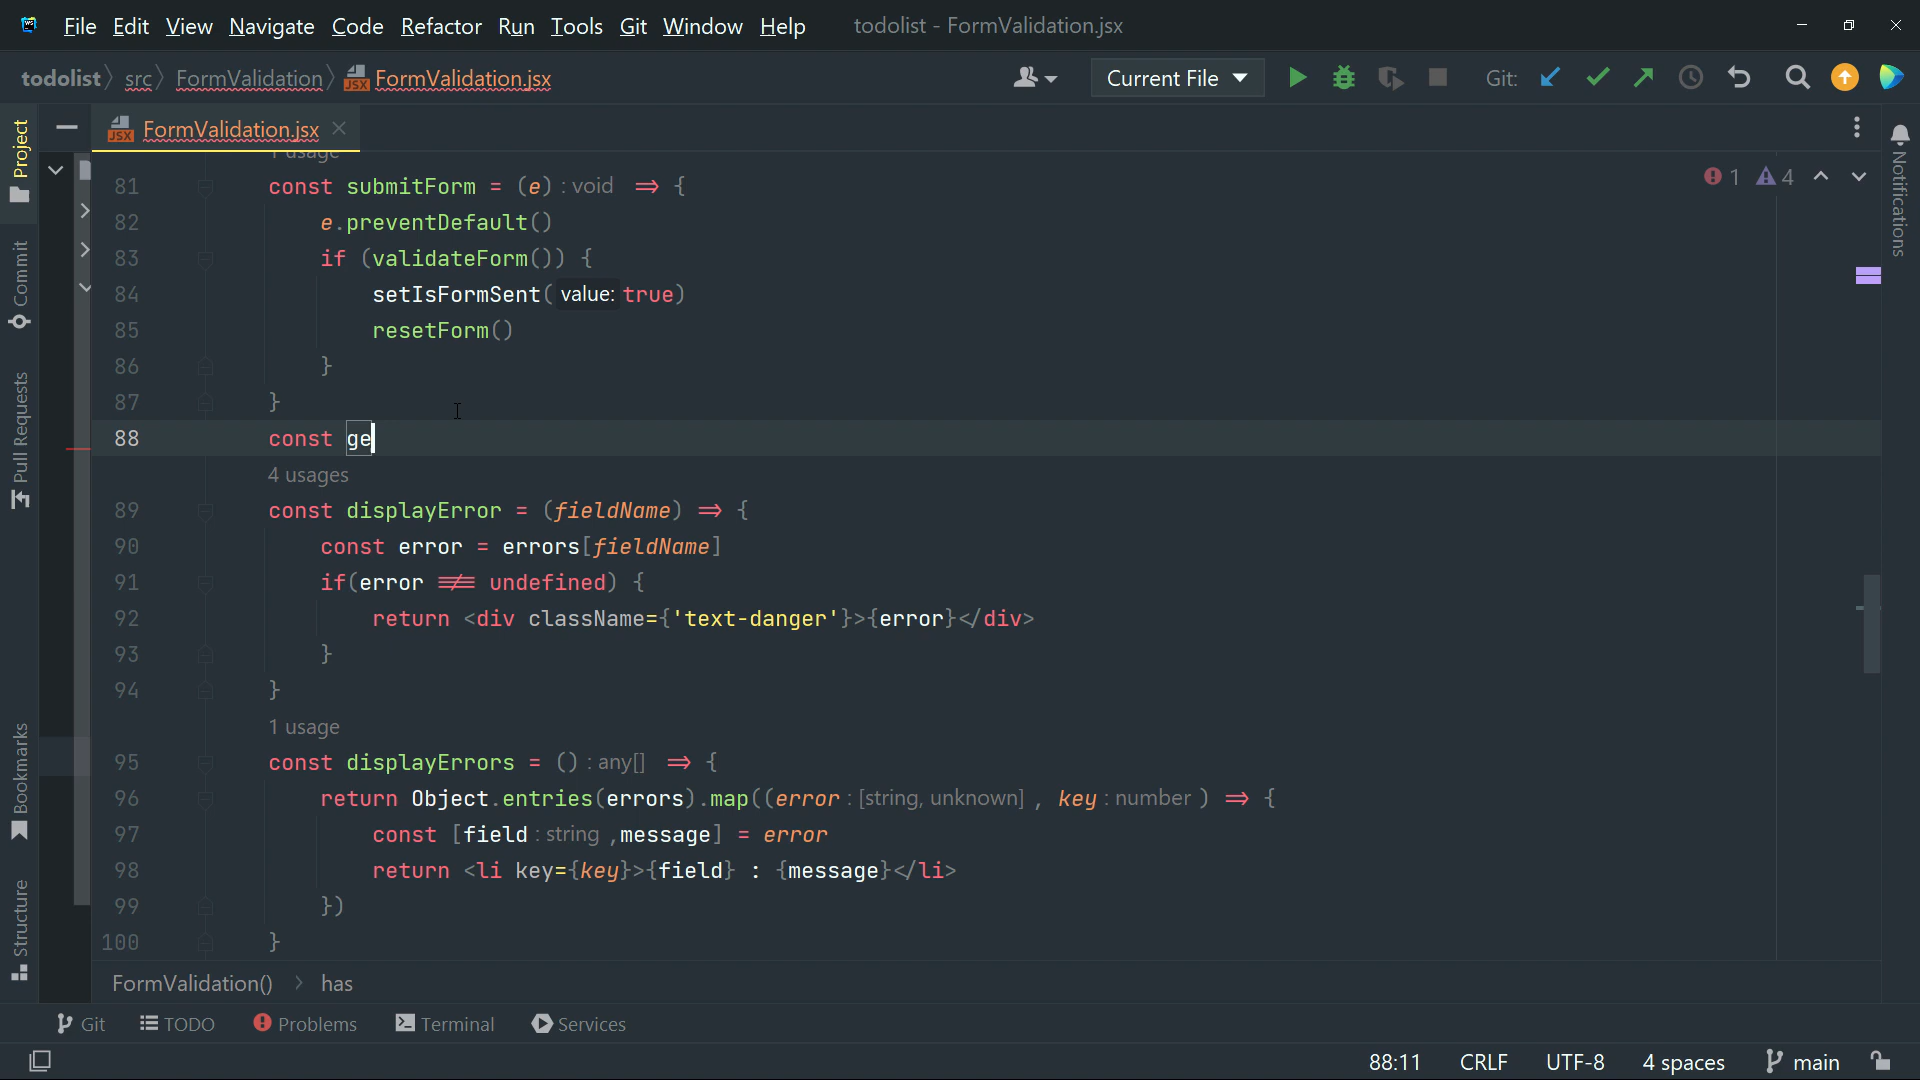 File Edit View Navigate Code Refactor Run Tools Git Window Help todolist - FormValidation.jsx
todolist src FormValidation JSX FormValidation.jsx Current File Git:
JSX FormValidation.jsx
1 usage
81 const submitForm = (e) : void ⇒ {
1 4
82 e.preventDefault()
83 if (validateForm()) {
84 setIsFormSent( value: true)
85 resetForm()
86 }
87 }
88 const ge
4 usages
89 const displayError = (fieldName) ⇒ {
90 const error = errors[fieldName]
91 if(error !== undefined) {
92 return <div className={'text-danger'}>{error}</div>
93 }
94 }
1 usage
95 const displayErrors = () : any[] ⇒ {
96 return Object.entries(errors).map((error : [string, unknown] , key : number ) ⇒ {
97 const [field : string ,message] = error
98 return <li key={key}>{field} : {message}</li>
99 })
100 }
FormValidation() has
Git TODO Problems Terminal Services
88:11 CRLF UTF-8 4 spaces main
Project
Commit
Pull Requests
Bookmarks
Structure
Notifications